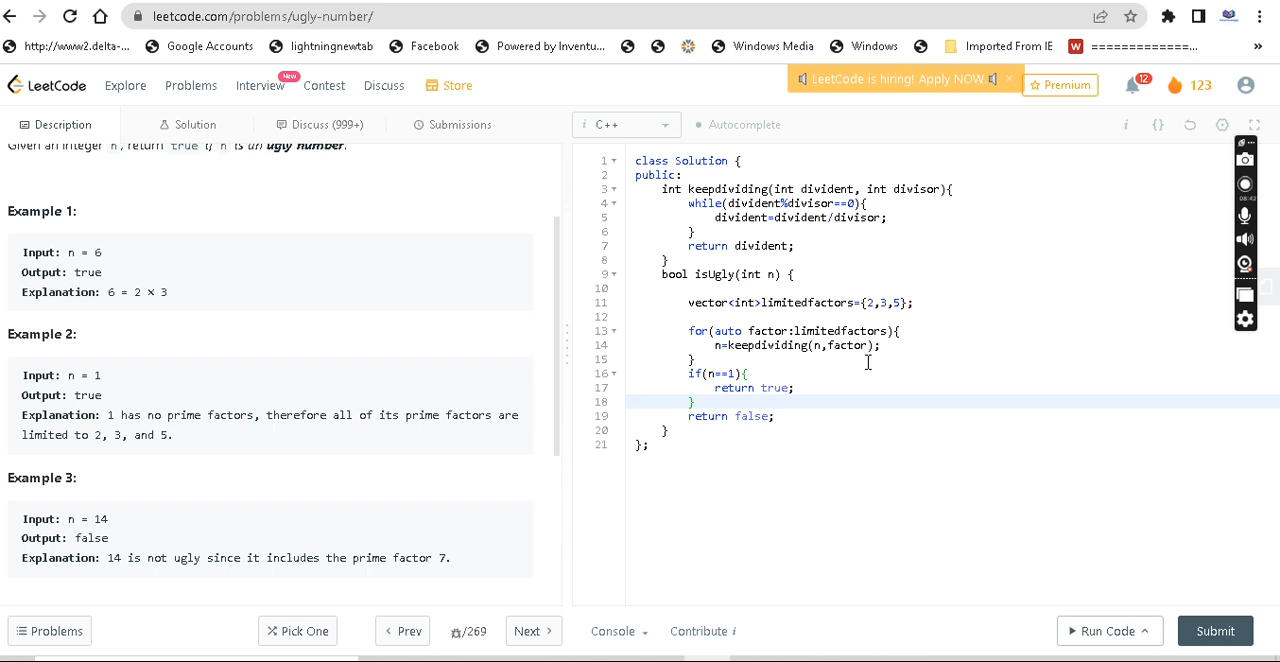 leetcode.com/problems/ugly-number/
http://www2.delta-... Google Accounts lightningnewtab Facebook Powered by Inventu... Windows Media Windows Imported From IE W =============... »
LeetCode Explore Problems Interview New Contest Discuss Store LeetCode is hiring! Apply NOW × Premium 12 123
Description Solution Discuss (999+) Submissions i C++ Autocomplete i {}
Given an integer n, return true if n is an ugly number.
Example 1:
Input: n = 6
Output: true
Explanation: 6 = 2 × 3
Example 2:
Input: n = 1
Output: true
Explanation: 1 has no prime factors, therefore all of its prime factors are
limited to 2, 3, and 5.
Example 3:
Input: n = 14
Output: false
Explanation: 14 is not ugly since it includes the prime factor 7.
1 class Solution {
2 public:
3 int keepdividing(int divident, int divisor){
4 while(divident%divisor==0){
5 divident=divident/divisor;
6 }
7 return divident;
8 }
9 bool isUgly(int n) {
10
11 vector<int>limitedfactors={2,3,5};
12
13 for(auto factor:limitedfactors){
14 n=keepdividing(n,factor);
15 }
16 if(n==1){
17 return true;
18 }
19 return false;
20 }
21 };
08:42
Problems Pick One Prev /269 Next Console Contribute i Run Code Submit